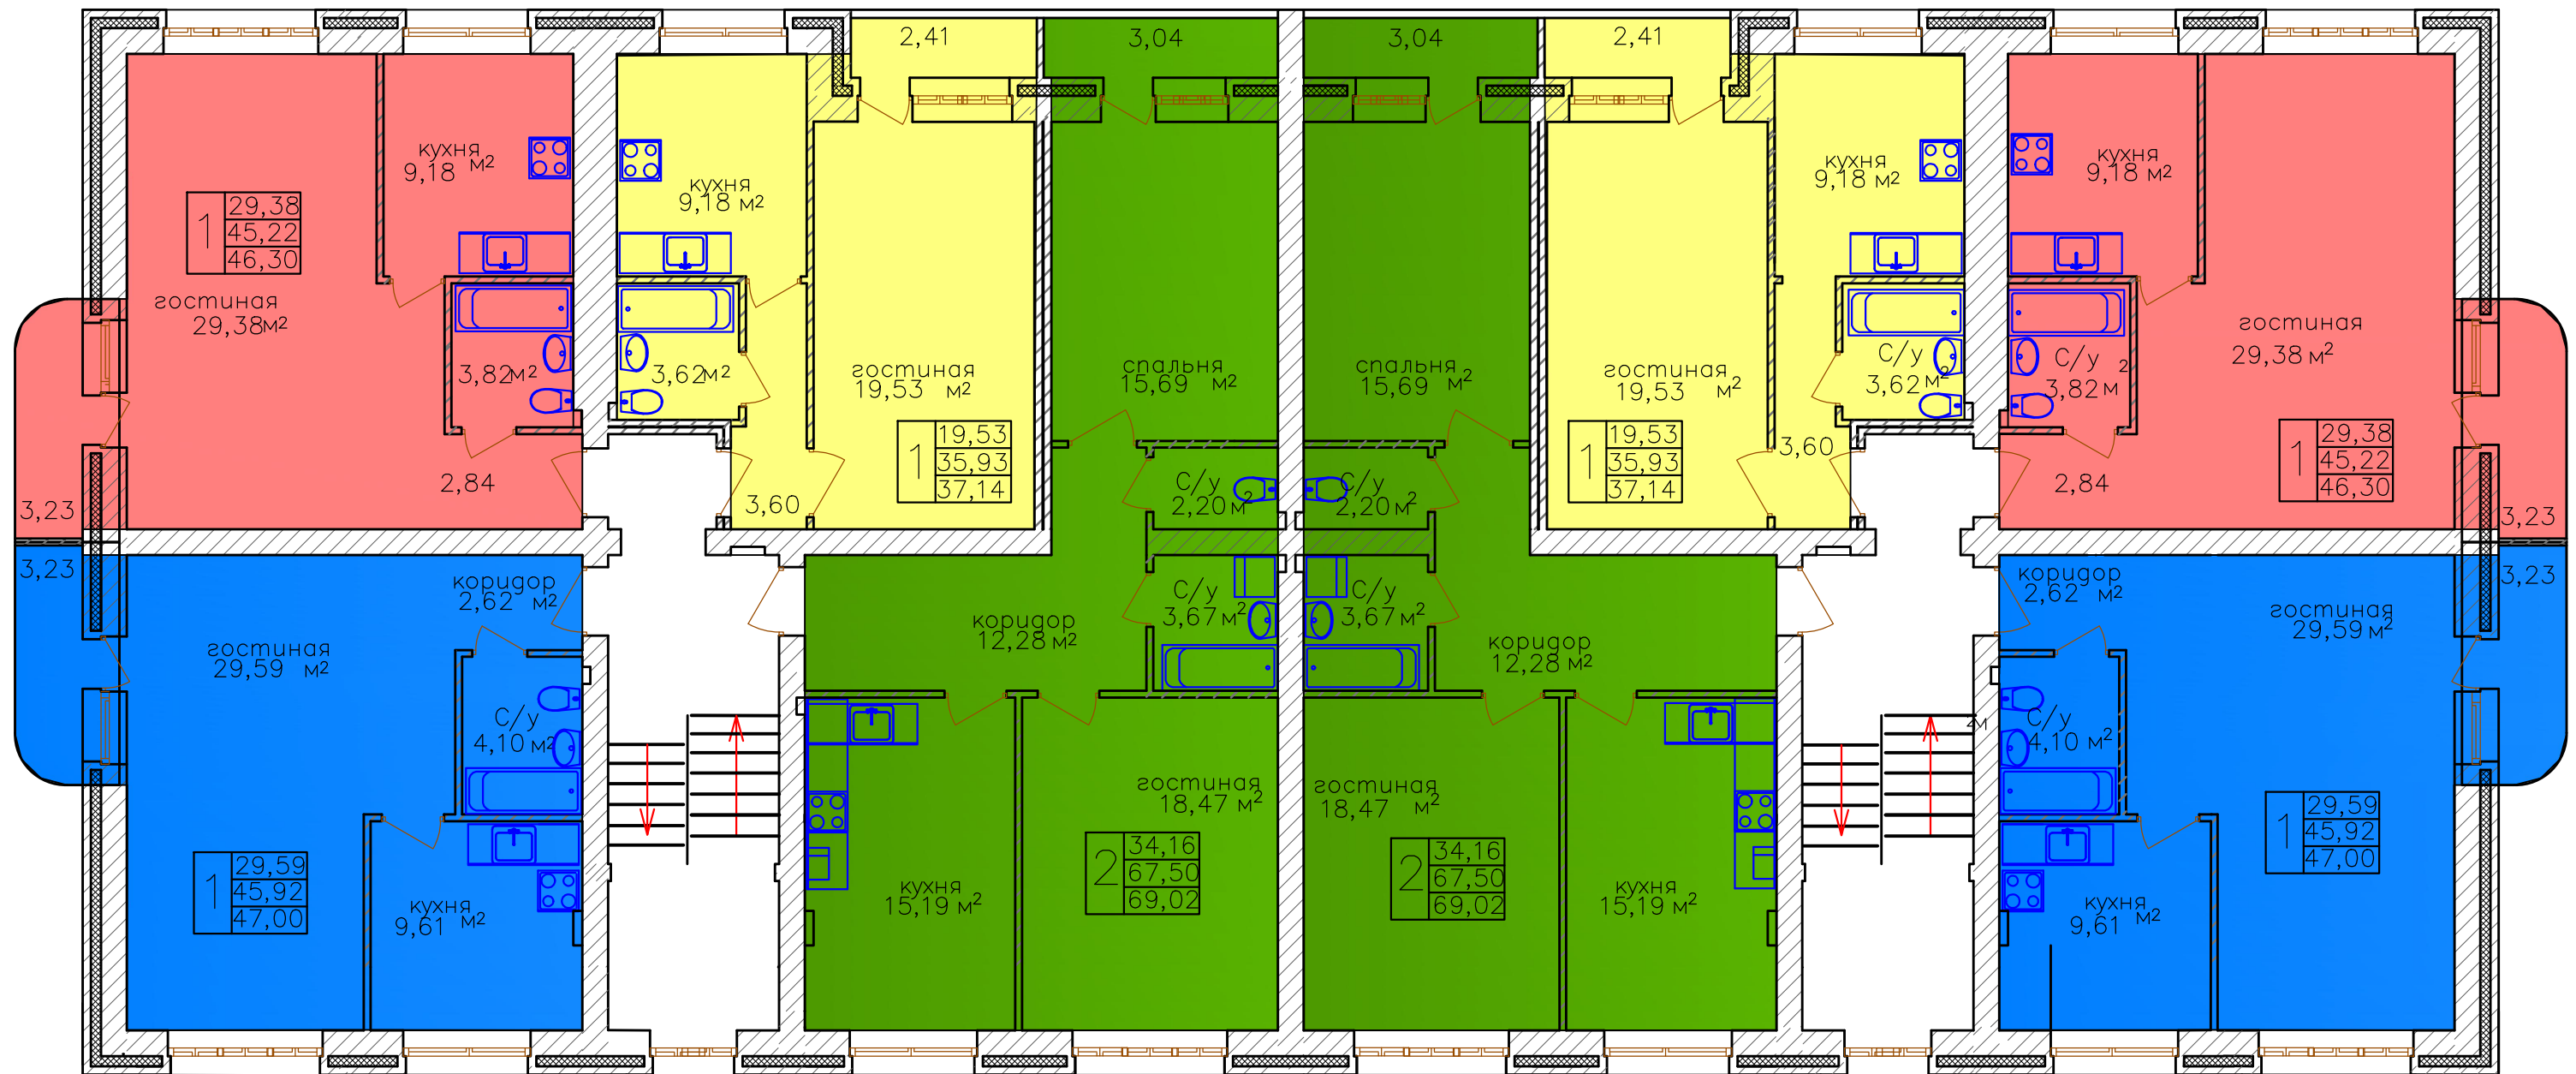 2,41
3,04
3,04
2,41
кухня
9,18 м²
1
29,38
45,22
46,30
гостиная
29,38м²
3,82м²
2,84
3,23
кухня
9,18 м²
3,62м²
гостиная
19,53 м²
1
19,53
35,93
37,14
3,60
спальня
15,69 м²
С/у
2,20 м²
С/у
3,67м²
коридор
12,28м²
спальня
15,69 м²
С/у
2,20 м²
С/у
3,67м²
коридор
12,28м²
гостиная
19,53 м²
1
19,53
35,93
37,14
3,60
кухня
9,18 м²
С/у
3,62м²
кухня
9,18 м²
С/у
3,82м²
2,84
гостиная
29,38м²
1
29,38
45,22
46,30
3,23
3,23
коридор
2,62 м²
гостиная
29,59 м²
С/у
4,10 м²
1
29,59
45,92
47,00
кухня
9,61 м²
кухня
15,19 м²
гостиная
18,47 м²
2
34,16
67,50
69,02
гостиная
18,47 м²
2
34,16
67,50
69,02
кухня
15,19 м²
коридор
2,62 м²
гостиная
29,59м²
3,23
²м
С/у
4,10 м²
кухня
9,61 м²
1
29,59
45,92
47,00